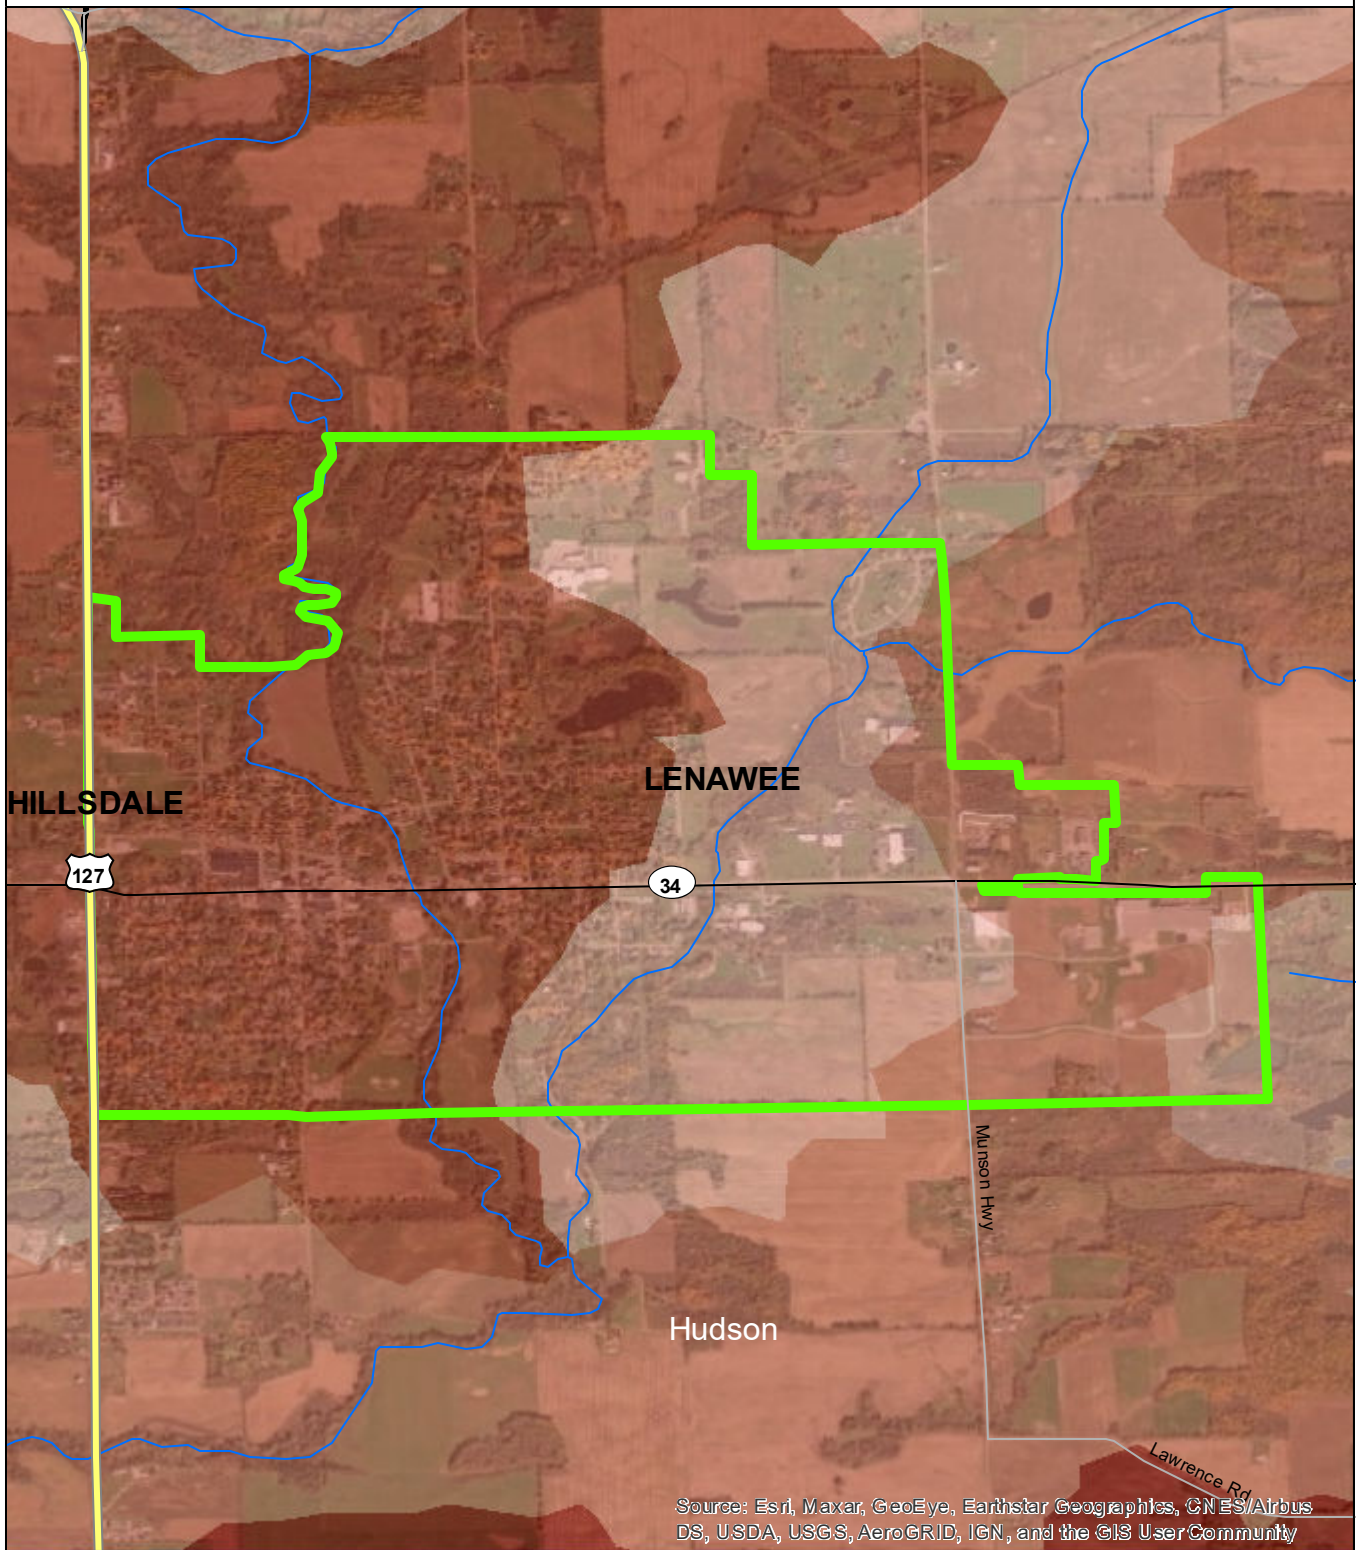 LENAWEE
HILLSDALE
127
34
Munson Hwy
Hudson
Lawrence Rd
Source: Esri, Maxar, GeoEye, Earthstar Geographics, CNES/Airbus
DS, USDA, USGS, AeroGRID, IGN, and the GIS User Community